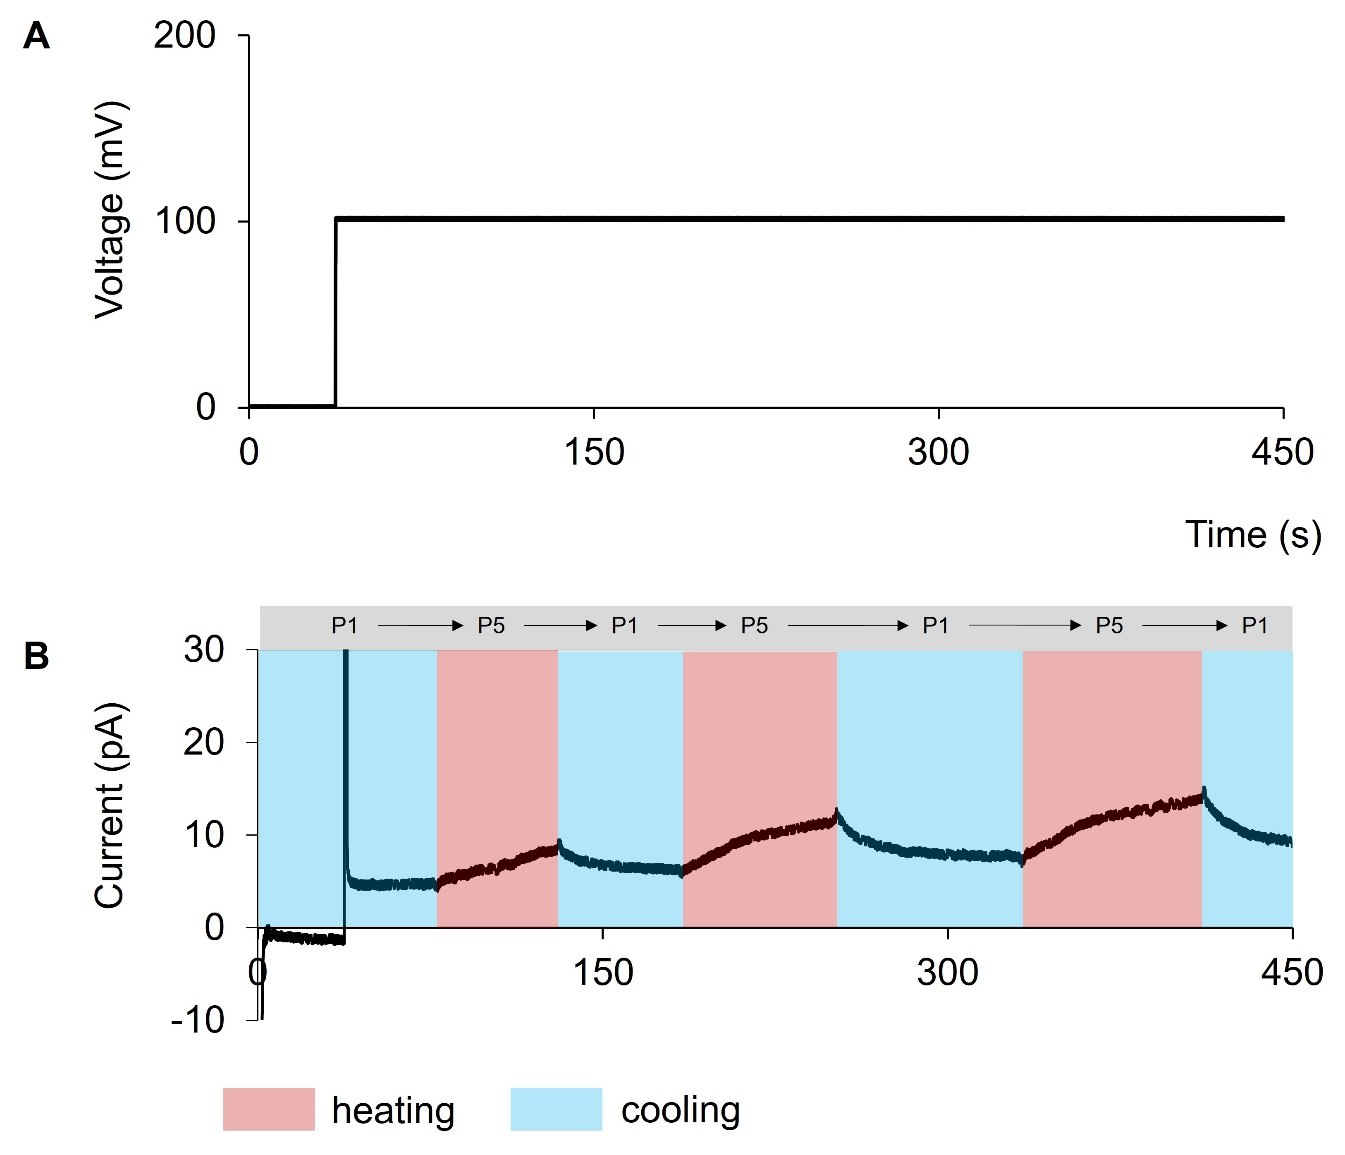 A
Voltage (mV)
200
100
0
0 150 300 450
Time (s)
B
P1 P5 P1 P5 P1 P5 P1
Current (pA)
30
20
10
0
-10
0 150 300 450
heating cooling